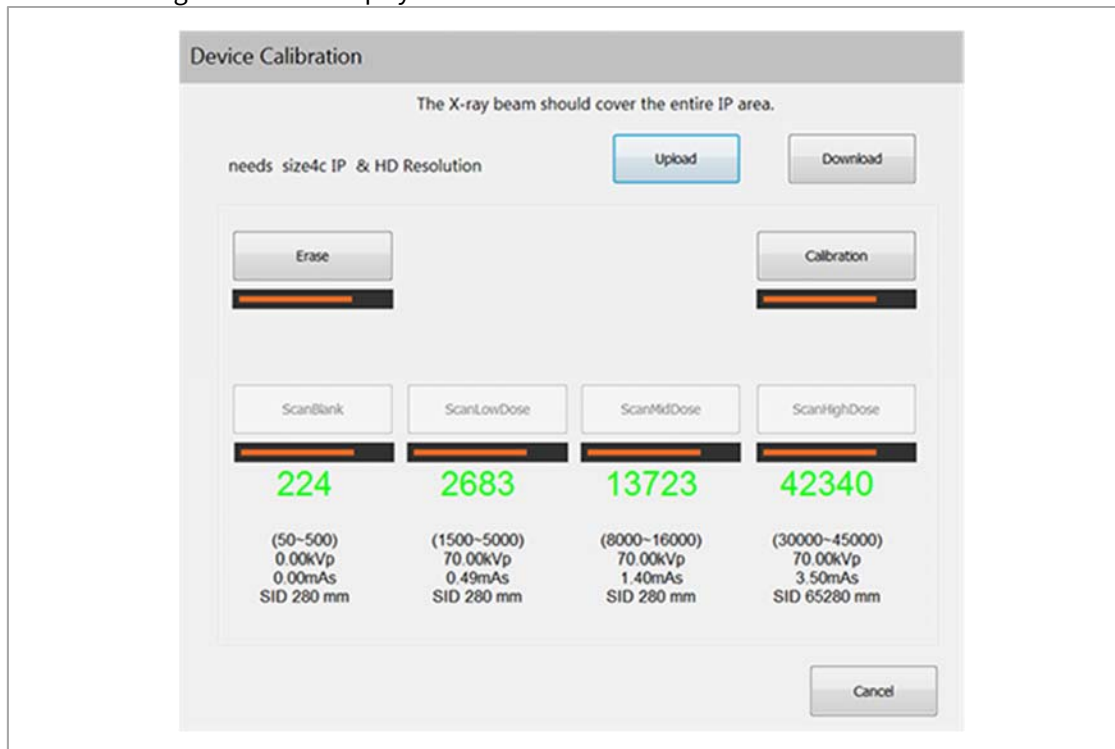 Device Calibration
The X-ray beam should cover the entire IP area.
needs size4c IP & HD Resolution
Upload
Download
Erase
Calibration
ScanBlank
ScanLowDose
ScanMidDose
ScanHighDose
224
2683
13723
42340
(50~500)
0.00kVp
0.00mAs
SID 280 mm
(1500~5000)
70.00kVp
0.49mAs
SID 280 mm
(8000~16000)
70.00kVp
1.40mAs
SID 280 mm
(30000~45000)
70.00kVp
3.50mAs
SID 65280 mm
Cancel